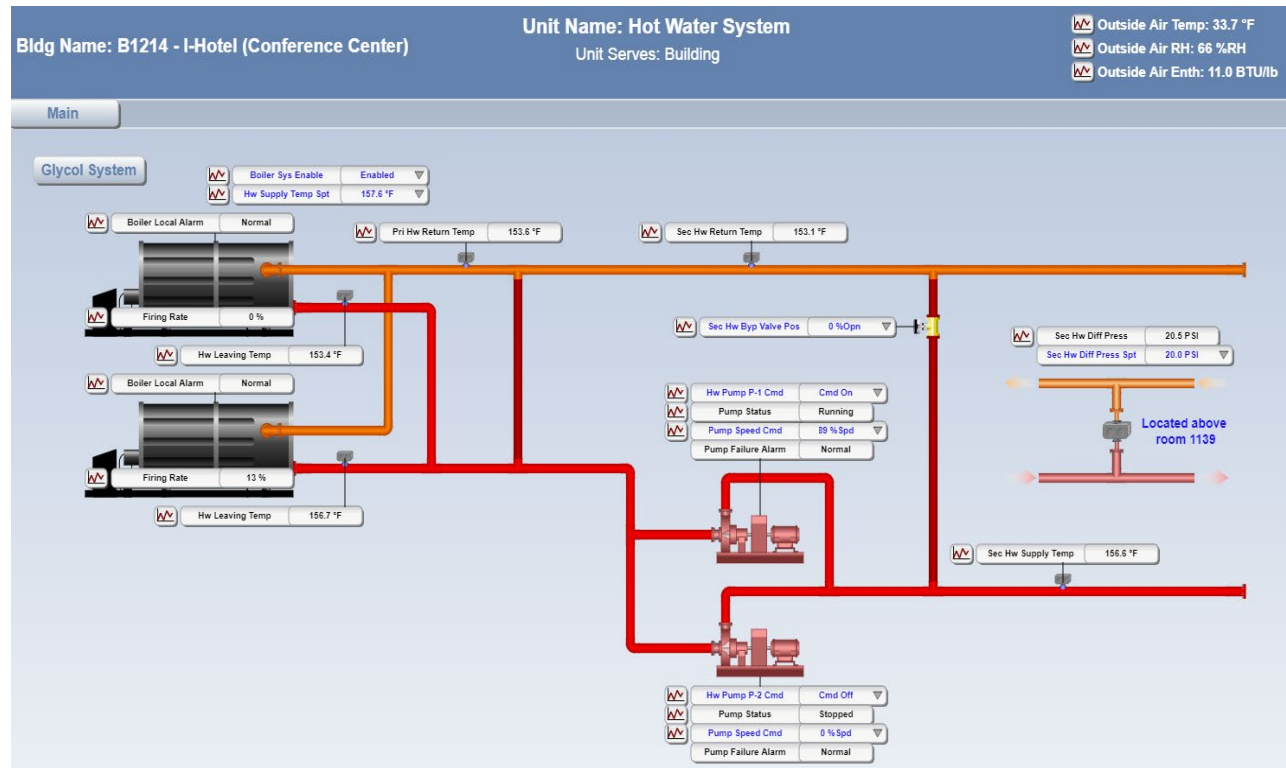 Bldg Name: B1214 - I-Hotel (Conference Center)
Unit Name: Hot Water System
Unit Serves: Building
Outside Air Temp: 33.7 °F
Outside Air RH: 66 %RH
Outside Air Enth: 11.0 BTU/lb
Main
Glycol System
Boiler Sys Enable Enabled
Hw Supply Temp Spt 157.6 °F
Boiler Local Alarm Normal
Pri Hw Return Temp 153.6 °F
Sec Hw Return Temp 153.1 °F
Firing Rate 0 %
Sec Hw Byp Valve Pos 0 %Opn
Sec Hw Diff Press 20.5 PSI
Sec Hw Diff Press Spt 20.0 PSI
Hw Leaving Temp 153.4 °F
Boiler Local Alarm Normal
Hw Pump P-1 Cmd Cmd On
Pump Status Running
Pump Speed Cmd 89 %Spd
Pump Failure Alarm Normal
Located above
room 1139
Firing Rate 13 %
Hw Leaving Temp 156.7 °F
Sec Hw Supply Temp 156.6 °F
Hw Pump P-2 Cmd Cmd Off
Pump Status Stopped
Pump Speed Cmd 0 %Spd
Pump Failure Alarm Normal